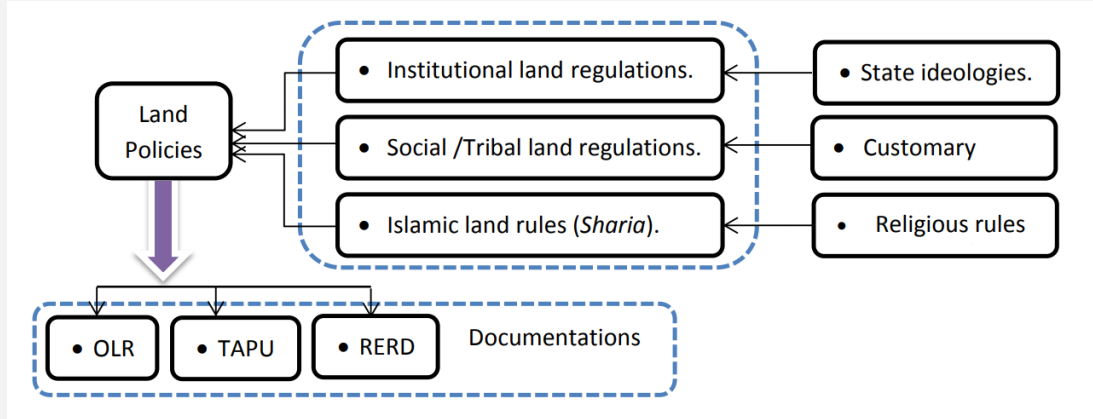 Land
Policies
• Institutional land regulations.
• State ideologies.
• Social /Tribal land regulations.
• Customary
• Islamic land rules (Sharia).
• Religious rules
• OLR
• TAPU
• RERD
Documentations